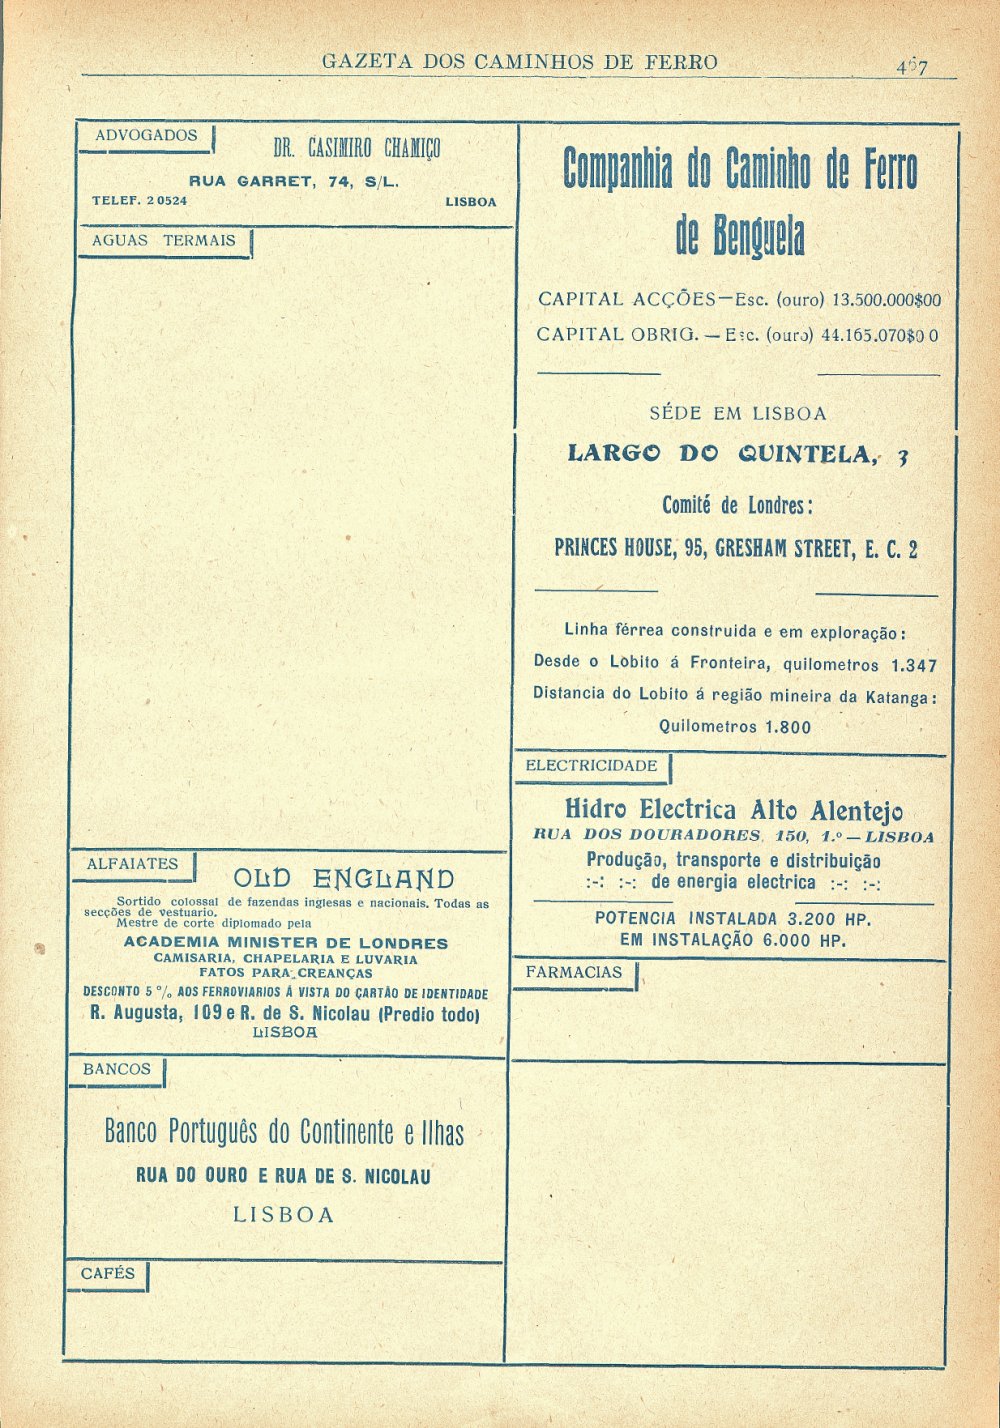 GAZETA DOS CAMINHOS DE FERRO
ADVOGADOS
DR. CASIMIRO CHAMIÇO
RUA GARRET, 74, S/L.
TELEF. 20524 LISBOA
AGUAS TERMAIS
ALFAIATES
OLD ENGLAND
Sortido colossal de fazendas inglesas e nacionais. Todas as
secções de vestuario.
Mestre de corte diplomado pela
ACADEMIA MINISTER DE LONDRES
CAMISARIA, CHAPELARIA E LUVARIA
FATOS PARA CREANÇAS
DESCONTO 5 % AOS FERROVIARIOS Á VISTA DO CARTÃO DE IDENTIDADE
R. Augusta, 109 e R. de S. Nicolau (Predio todo)
LISBOA
BANCOS
Banco Português do Continente e Ilhas
RUA DO OURO E RUA DE S. NICOLAU
LISBOA
CAFÉS
Companhia do Caminho de Ferro
de Benguela
CAPITAL ACÇÕES—Esc. (ouro) 13.500.000$00
CAPITAL OBRIG. — Esc. (ouro) 44.165.070$00
SÉDE EM LISBOA
LARGO DO QUINTELA, 3
Comité de Londres:
PRINCES HOUSE, 95, GRESHAM STREET, E. C. 2
Linha férrea construida e em exploração:
Desde o Lobito á Fronteira, quilometros 1.347
Distancia do Lobito á região mineira da Katanga:
Quilometros 1.800
ELECTRICIDADE
Hidro Electrica Alto Alentejo
RUA DOS DOURADORES, 150, 1.º — LISBOA
Produção, transporte e distribuição
:-: :-: de energia electrica :-: :-:
POTENCIA INSTALADA 3.200 HP.
EM INSTALAÇÃO 6.000 HP.
FARMACIAS